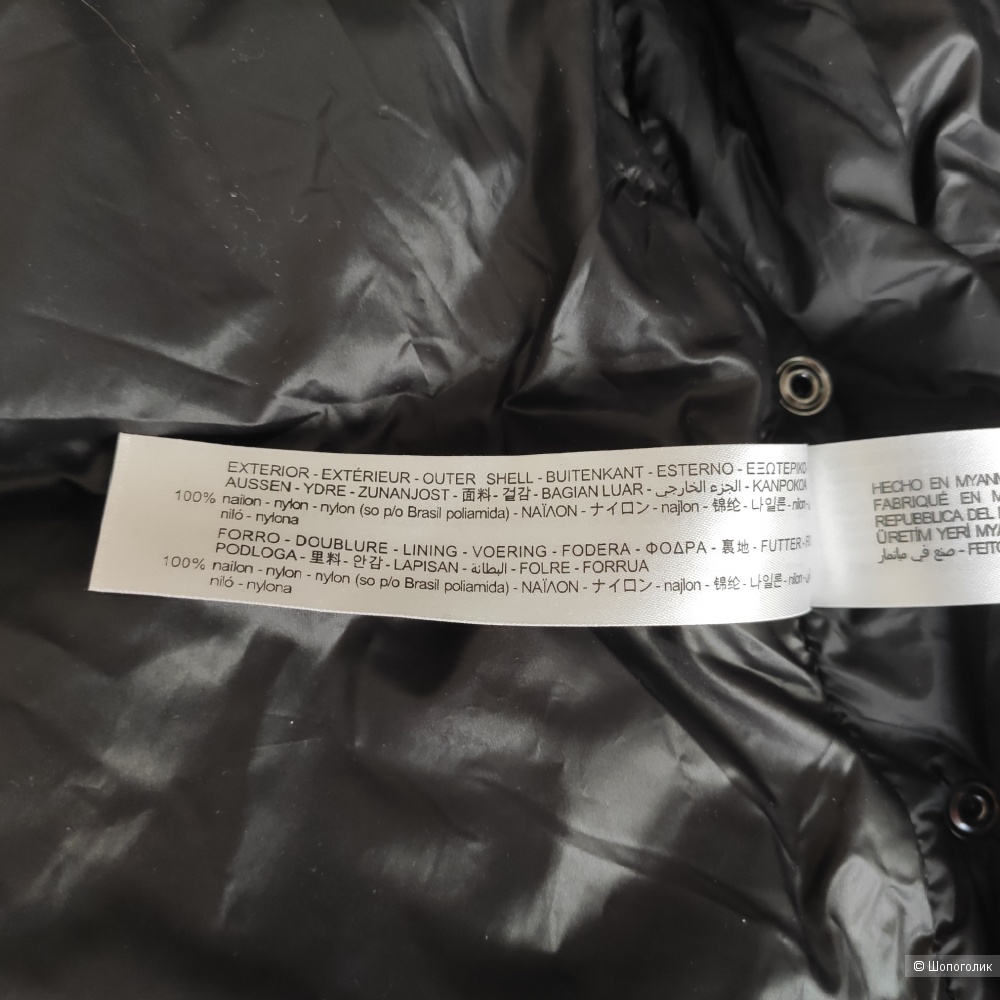 EXTERIOR - EXTÉRIEUR - OUTER SHELL - BUITENKANT - ESTERNO - ΕΞΩΤΕΡΙΚΟ
AUSSEN - YDRE - ZUNANJOST - 面料 - 겉감 - BAGIAN LUAR - الجزء الخارجي - KANPOKOA
100% nailon - nylon - nylon (so p/o Brasil poliamida) - ΝΑΪΛΟΝ - ナイロン - najlon - 锦纶 - 나일론 - nilon
niló - nylona
FORRO - DOUBLURE - LINING - VOERING - FODERA - ΦΟΔΡΑ - 裏地 - FUTTER -
PODLOGA - 里料 - 안감 - LAPISAN - البطانة - FOLRE - FORRUA
100% nailon - nylon - nylon (so p/o Brasil poliamida) - ΝΑΪΛΟΝ - ナイロン - najlon - 锦纶 - 나일론 - nilon
niló - nylona
HECHO EN MYANM
FABRIQUÉ EN M
REPUBBLICA DEL
ÜRETİM YERİ MYA
صنع في ميانمار - FEITO
© Шопоголик